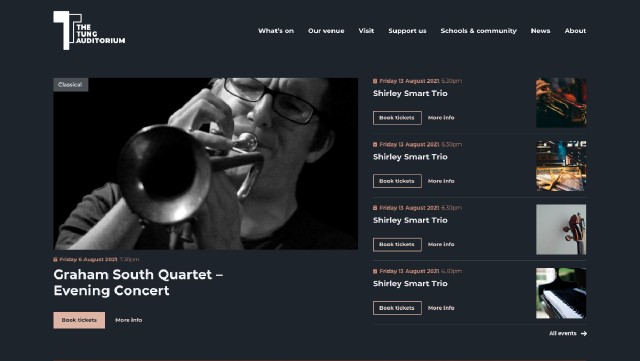 THE
TUNG
AUDITORIUM
What's on Our venue Visit Support us Schools & community News About
Classical
Friday 6 August 2021, 7.30pm
Graham South Quartet –
Evening Concert
Book tickets More info
Friday 13 August 2021, 6.30pm
Shirley Smart Trio
Book tickets More info
Friday 13 August 2021, 6.30pm
Shirley Smart Trio
Book tickets More info
Friday 13 August 2021, 6.30pm
Shirley Smart Trio
Book tickets More info
Friday 13 August 2021, 6.30pm
Shirley Smart Trio
Book tickets More info
All events